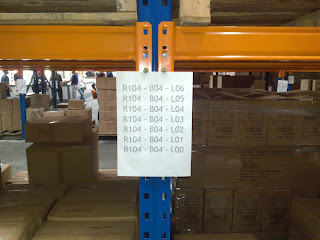 R104 - B04 - L06
R104 - B04 - L05
R104 - B04 - L04
R104 - B04 - L03
R104 - B04 - L02
R104 - B04 - L01
R104 - B04 - L00